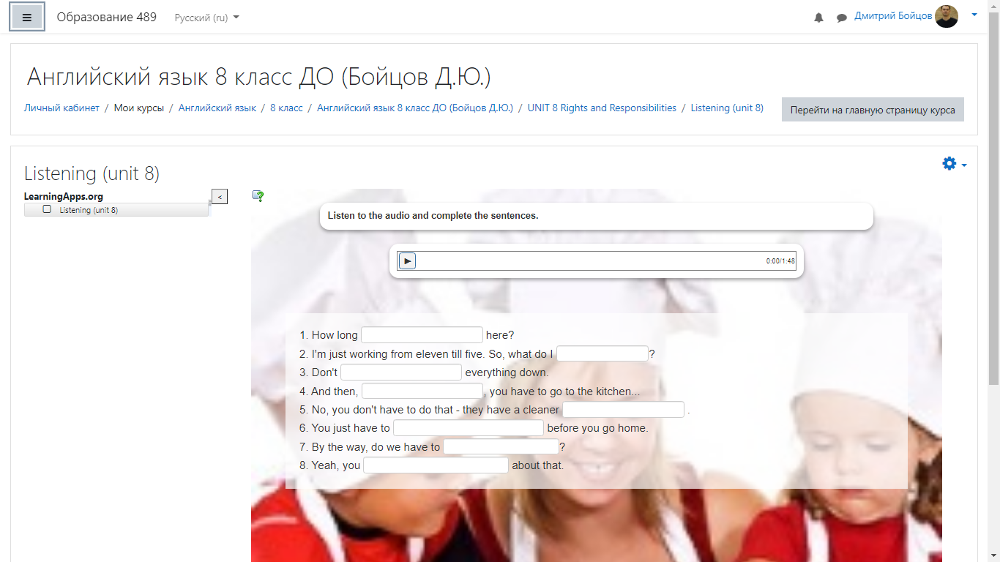 Образование 489 Русский (ru) Дмитрий Бойцов
Английский язык 8 класс ДО (Бойцов Д.Ю.)
Личный кабинет / Мои курсы / Английский язык / 8 класс / Английский язык 8 класс ДО (Бойцов Д.Ю.) / UNIT 8 Rights and Responsibilities / Listening (unit 8)
Перейти на главную страницу курса
Listening (unit 8)
LearningApps.org
<
Listening (unit 8)
Listen to the audio and complete the sentences.
0:00/1:48
1. How long here?
2. I'm just working from eleven till five. So, what do I ?
3. Don't everything down.
4. And then, , you have to go to the kitchen...
5. No, you don't have to do that - they have a cleaner .
6. You just have to before you go home.
7. By the way, do we have to ?
8. Yeah, you about that.